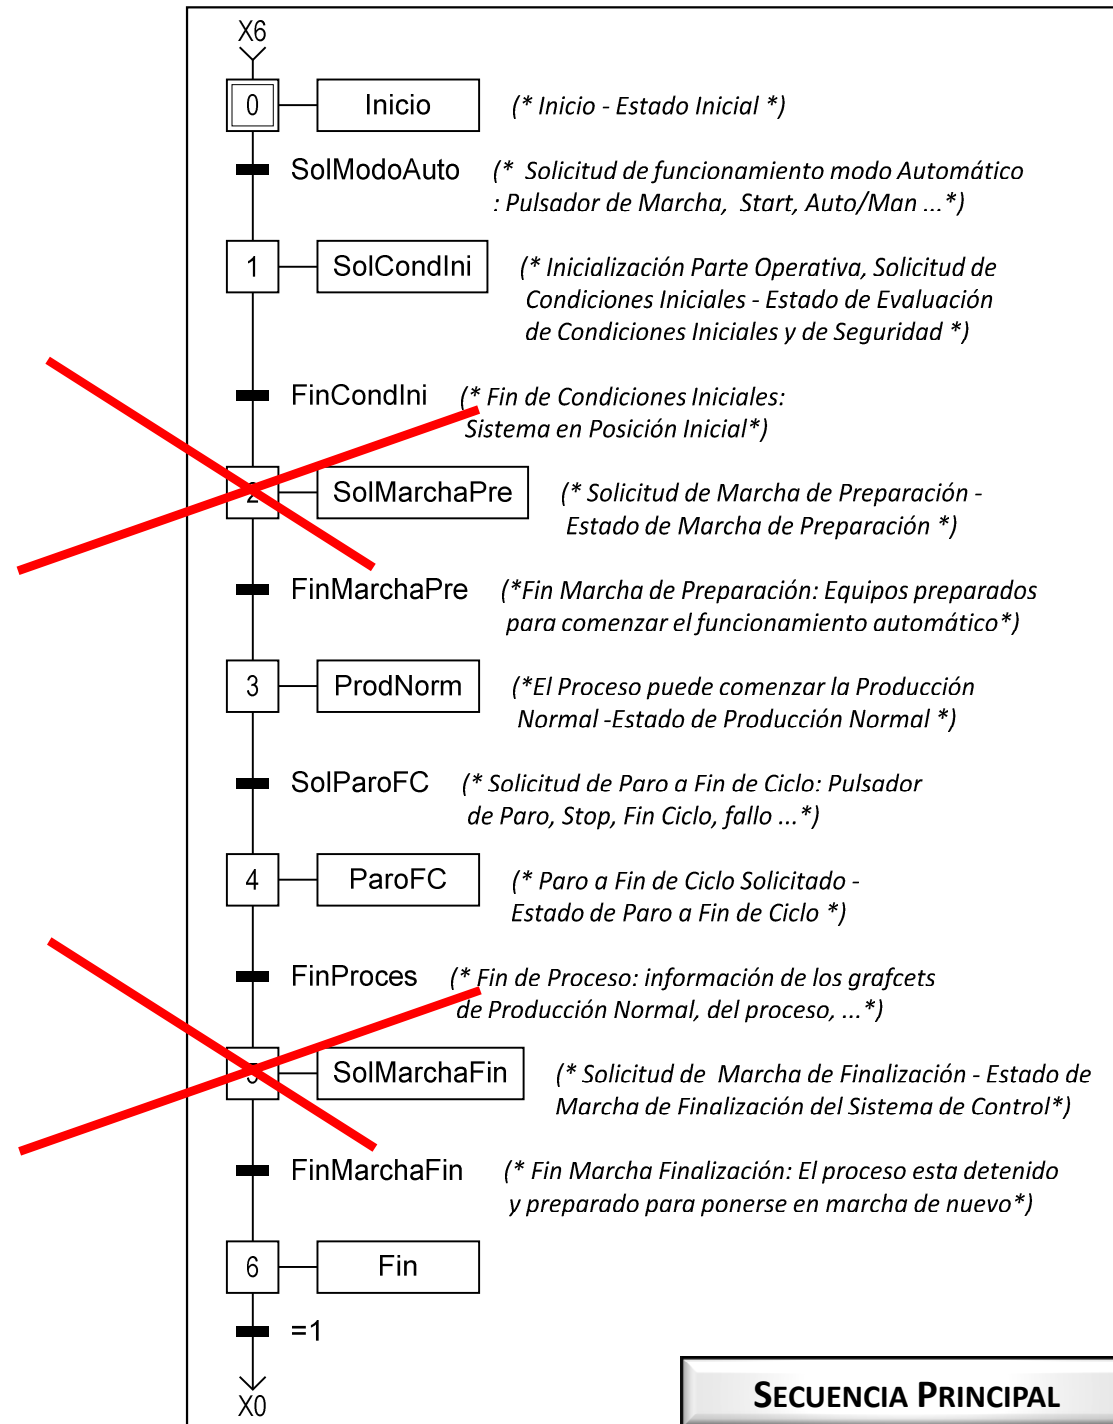 X6
0 Inicio (* Inicio - Estado Inicial *)
SolModoAuto (* Solicitud de funcionamiento modo Automático
: Pulsador de Marcha, Start, Auto/Man ...*)
1 SolCondIni (* Inicialización Parte Operativa, Solicitud de
Condiciones Iniciales - Estado de Evaluación
de Condiciones Iniciales y de Seguridad *)
FinCondIni (* Fin de Condiciones Iniciales:
Sistema en Posición Inicial*)
2 SolMarchaPre (* Solicitud de Marcha de Preparación -
Estado de Marcha de Preparación *)
FinMarchaPre (*Fin Marcha de Preparación: Equipos preparados
para comenzar el funcionamiento automático*)
3 ProdNorm (*El Proceso puede comenzar la Producción
Normal -Estado de Producción Normal *)
SolParoFC (* Solicitud de Paro a Fin de Ciclo: Pulsador
de Paro, Stop, Fin Ciclo, fallo ...*)
4 ParoFC (* Paro a Fin de Ciclo Solicitado -
Estado de Paro a Fin de Ciclo *)
FinProces (* Fin de Proceso: información de los grafcets
de Producción Normal, del proceso, ...*)
5 SolMarchaFin (* Solicitud de Marcha de Finalización - Estado de
Marcha de Finalización del Sistema de Control*)
FinMarchaFin (* Fin Marcha Finalización: El proceso esta detenido
y preparado para ponerse en marcha de nuevo*)
6 Fin
=1
X0
SECUENCIA PRINCIPAL